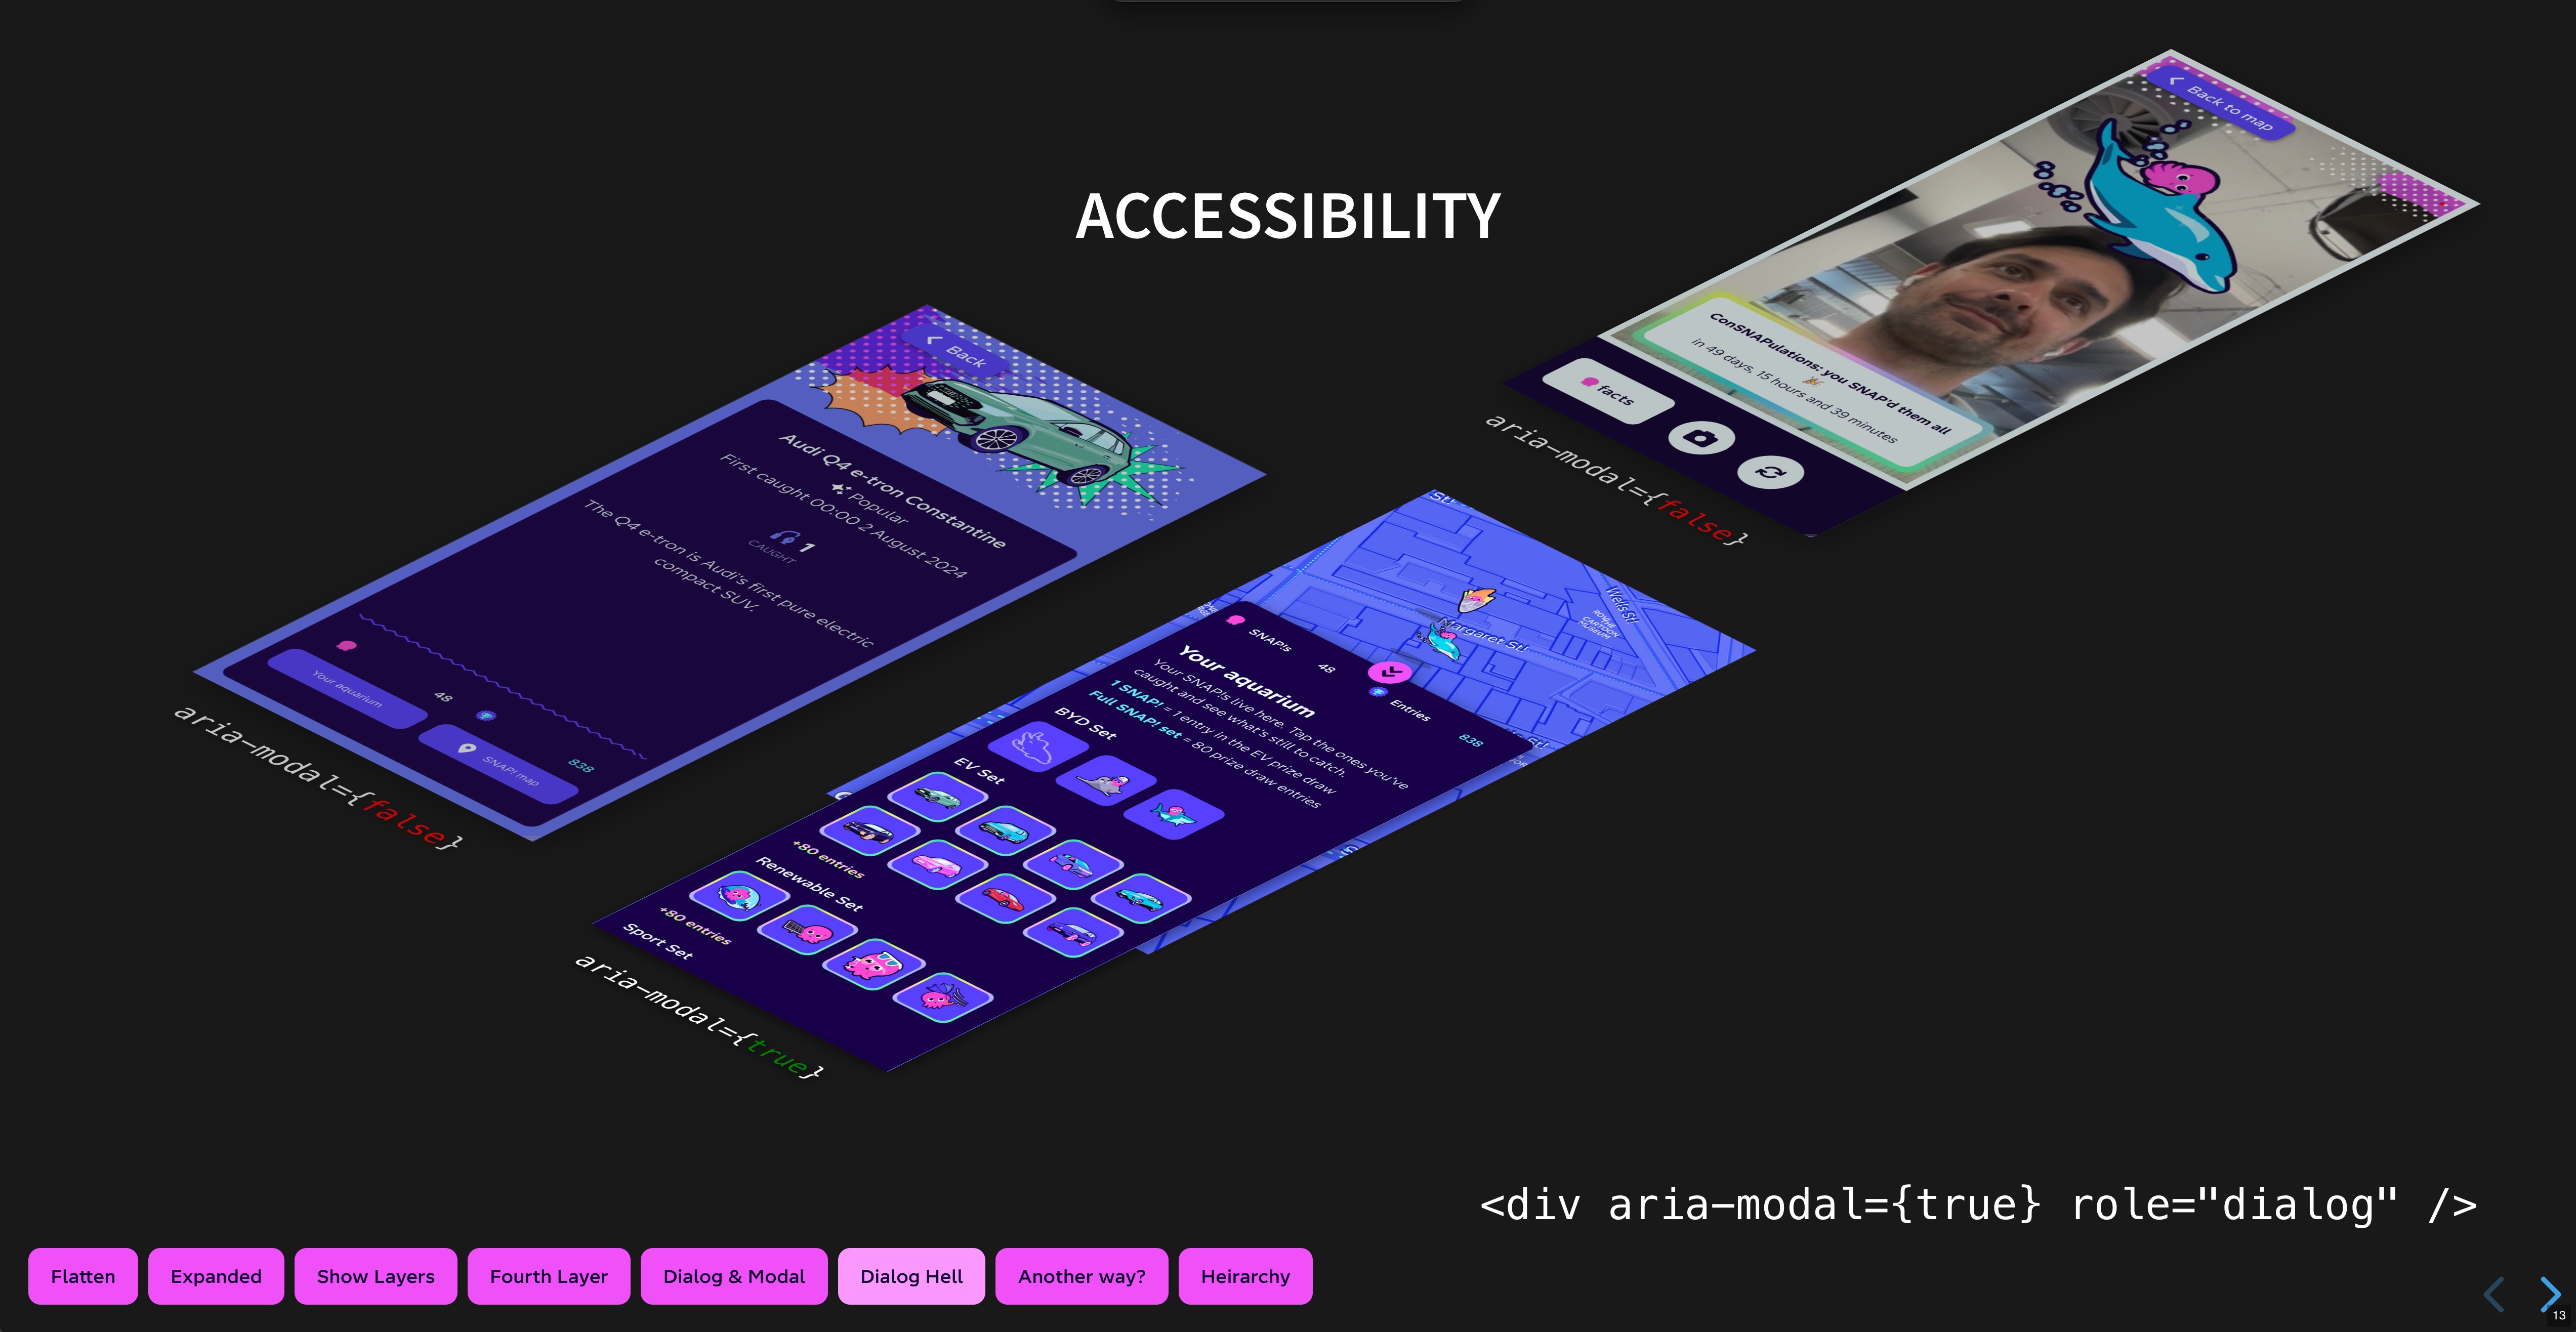 ACCESSIBILITY
Back to map
ConSNAPulations: you SNAP'd them all
🎉
in 49 days, 15 hours and 39 minutes
facts
aria-modal={false}
Back
Audi Q4 e-tron Constantine
Popular
First caught 00:00 2 August 2024
1
CAUGHT
The Q4 e-tron is Audi's first pure electric
compact SUV.
48
838
Your aquarium
SNAP! map
aria-modal={false}
St!
Wells St!
ROYAL
CARTOON
MUSEUM
Margaret St!
SNAP!s
48
Entries
838
Your aquarium
Your SNAP!s live here. Tap the ones you've
caught and see what's still to catch.
1 SNAP! = 1 entry in the EV prize draw
Full SNAP! set = 80 prize draw entries
BYD Set
EV Set
+80 entries
Renewable Set
+80 entries
Sport Set
aria-modal={true}
<div aria-modal={true} role="dialog" />
Flatten
Expanded
Show Layers
Fourth Layer
Dialog & Modal
Dialog Hell
Another way?
Heirarchy
13